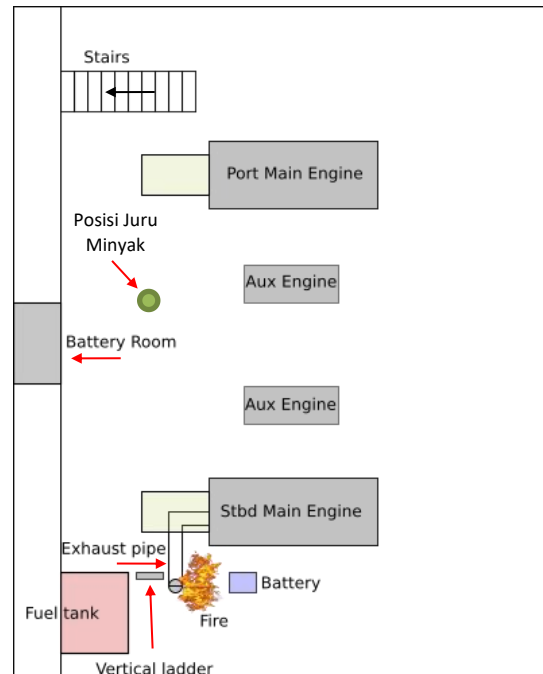 Stairs
Port Main Engine
Posisi Juru
Minyak
Aux Engine
Battery Room
Aux Engine
Stbd Main Engine
Exhaust pipe
Battery
Fuel tank
Fire
Vertical ladder